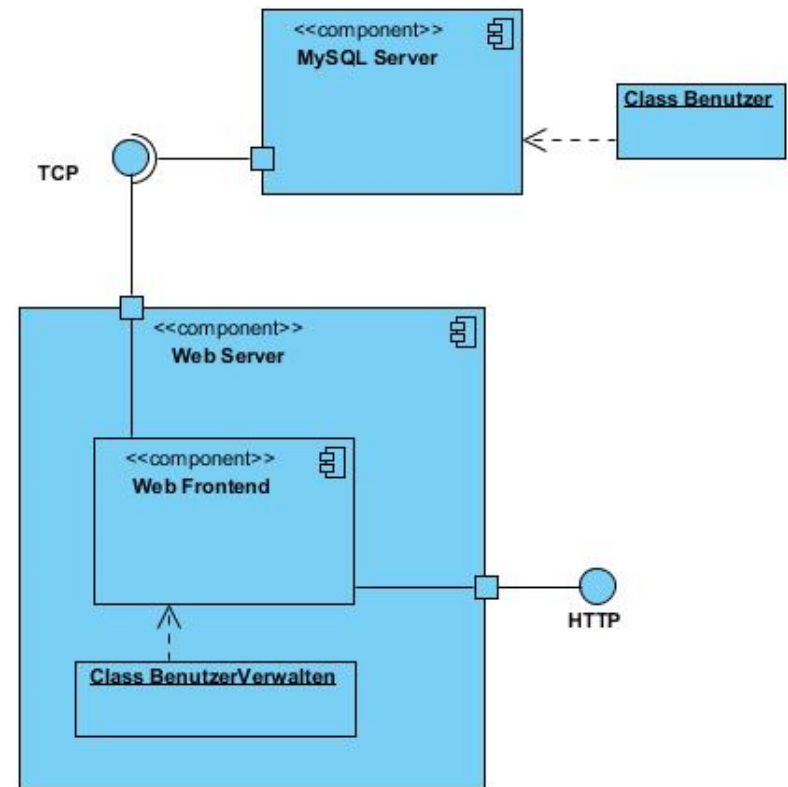 <<component>>
MySQL Server
Class Benutzer
TCP
<<component>>
Web Server
<<component>>
Web Frontend
HTTP
Class BenutzerVerwalten